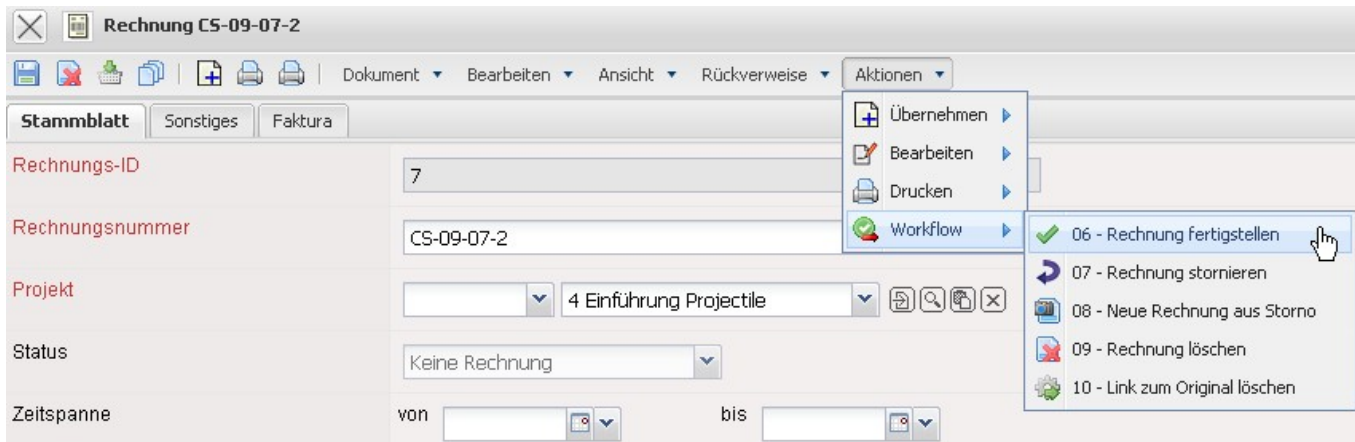 Rechnung CS-09-07-2
Dokument Bearbeiten Ansicht Rückverweise Aktionen
Stammblatt Sonstiges Faktura
Übernehmen
Bearbeiten
Drucken
Workflow
06 - Rechnung fertigstellen
07 - Rechnung stornieren
08 - Neue Rechnung aus Storno
09 - Rechnung löschen
10 - Link zum Original löschen
Rechnungs-ID 7
Rechnungsnummer CS-09-07-2
Projekt 4 Einführung Projectile
Status Keine Rechnung
Zeitspanne von bis